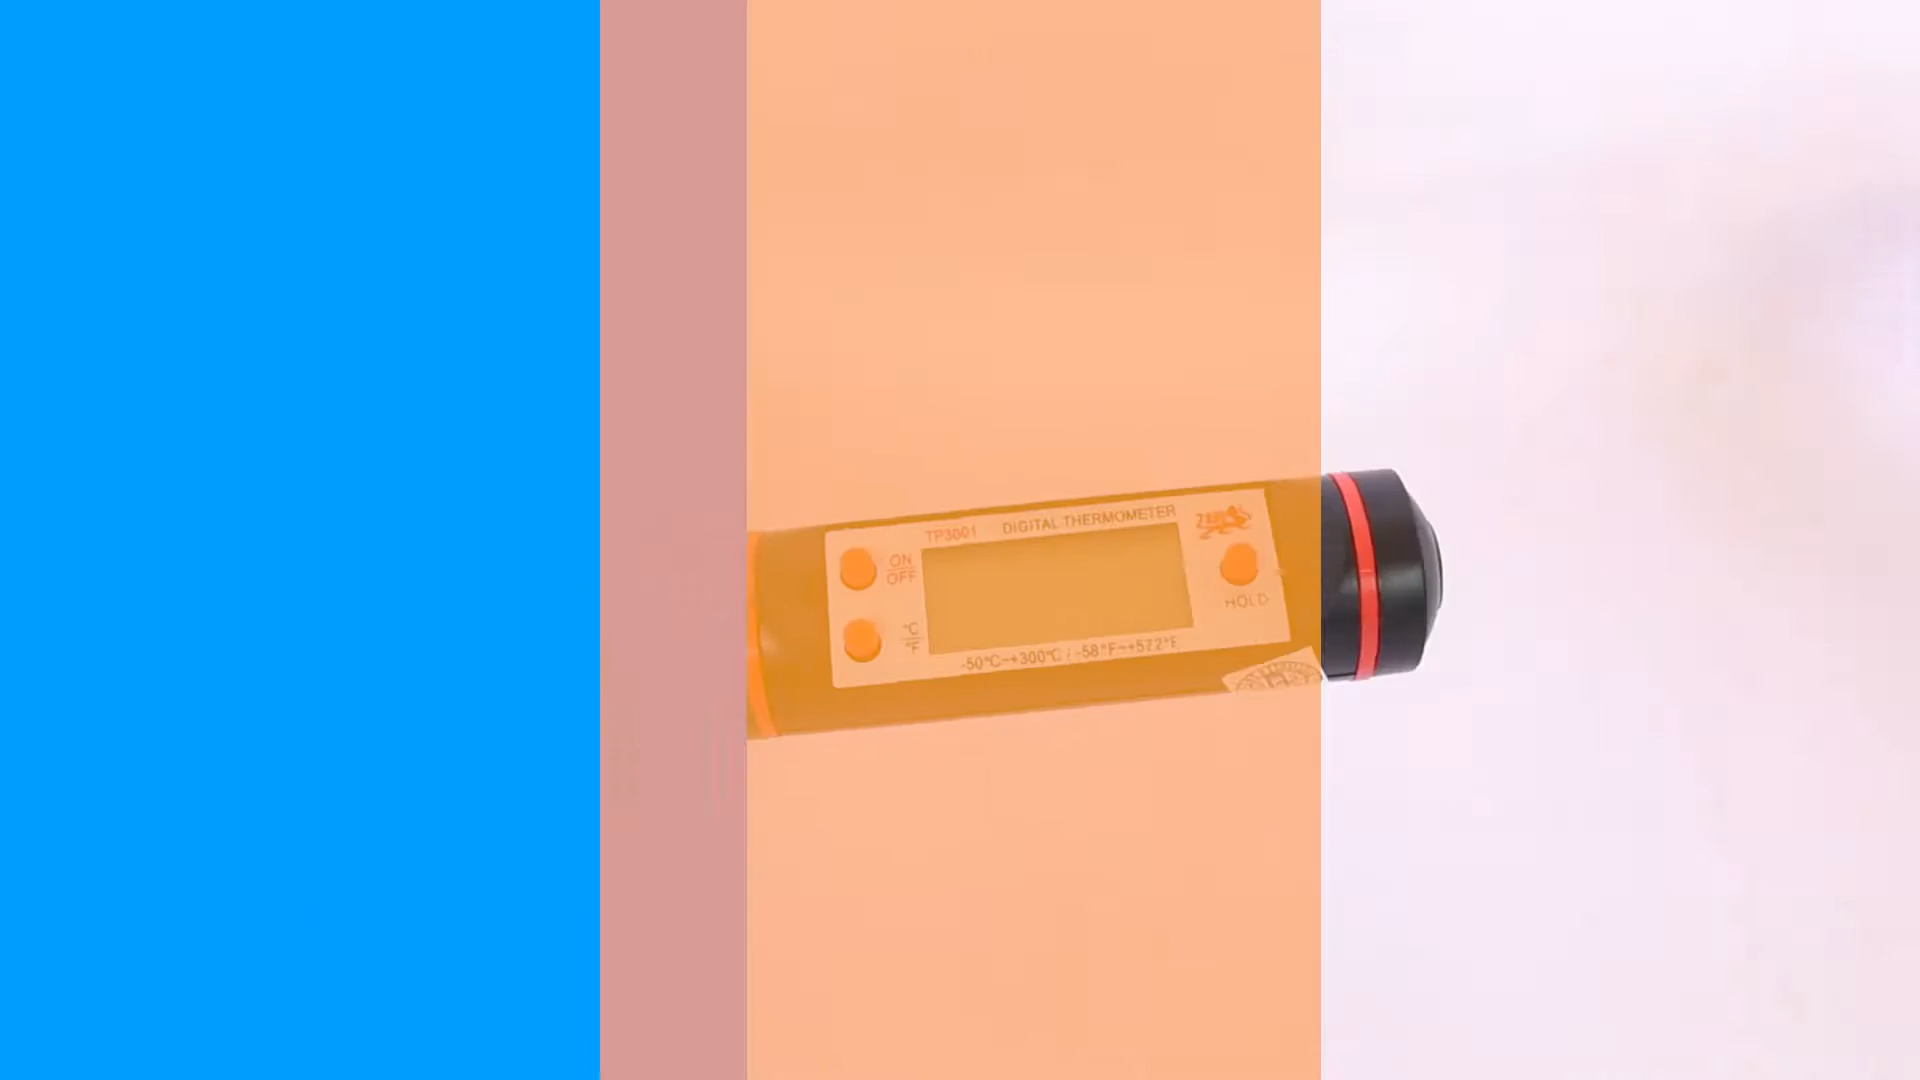 TP3001 DIGITAL THERMOMETER
ON
OFF
HOLD
°C
°F
-50°C~+300°C / -58°F~+572°F